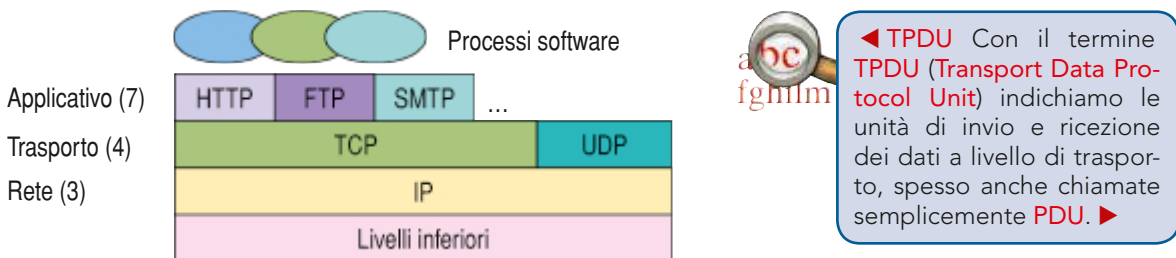 Processi software
Applicativo (7)
HTTP
FTP
SMTP
...
Trasporto (4)
TCP
UDP
Rete (3)
IP
Livelli inferiori
abc
fghilm
◀ TPDU Con il termine
TPDU (Transport Data Pro-
tocol Unit) indichiamo le
unità di invio e ricezione
dei dati a livello di traspor-
to, spesso anche chiamate
semplicemente PDU. ▶